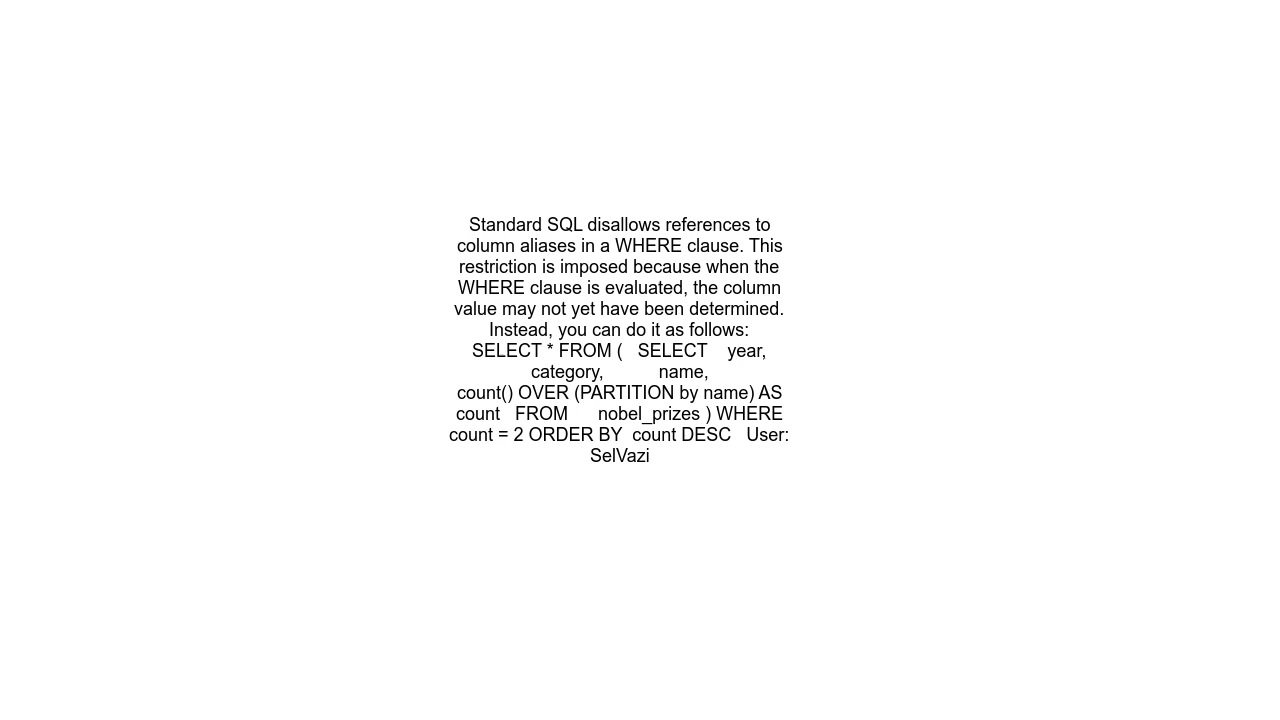 Standard SQL disallows references to
column aliases in a WHERE clause. This
restriction is imposed because when the
WHERE clause is evaluated, the column
value may not yet have been determined.
Instead, you can do it as follows:
SELECT * FROM (   SELECT    year,
category,           name,
count() OVER (PARTITION by name) AS
count   FROM      nobel_prizes ) WHERE
count = 2 ORDER BY  count DESC   User:
SelVazi